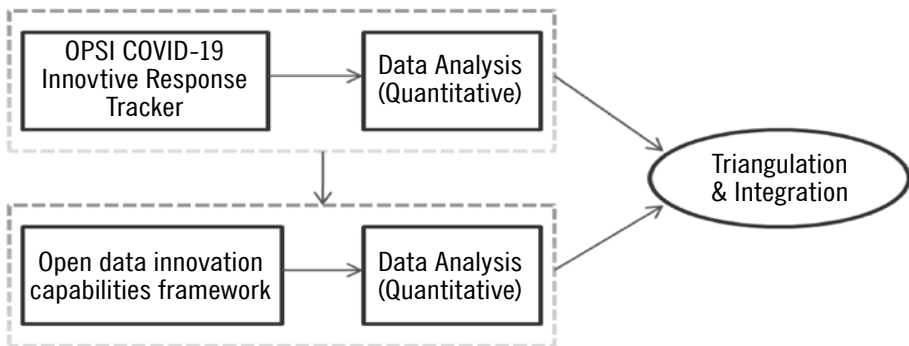 OPSI COVID-19
Innovtive Response
Tracker
Data Analysis
(Quantitative)
Triangulation
& Integration
Open data innovation
capabilities framework
Data Analysis
(Quantitative)